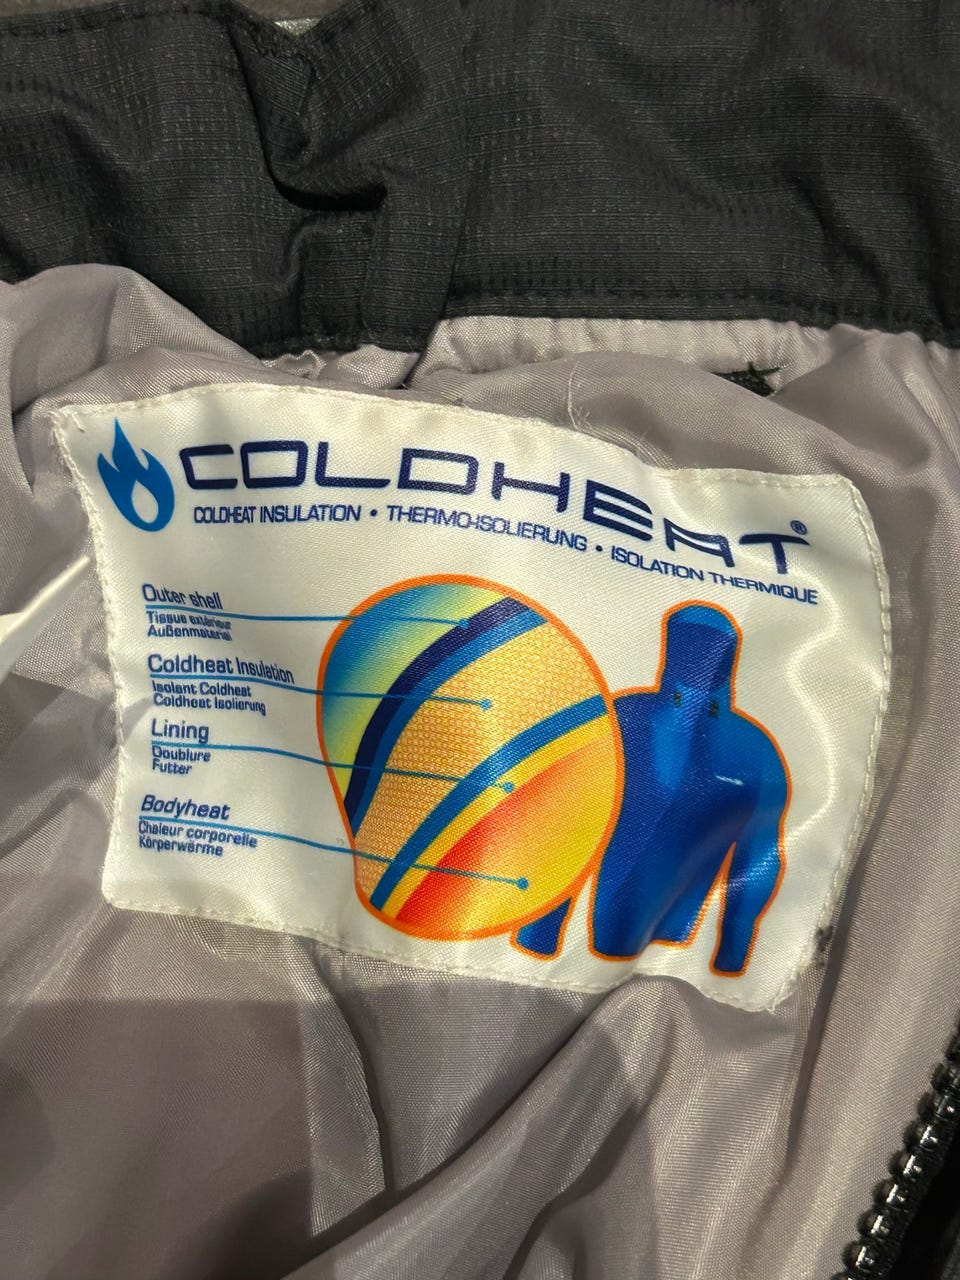 COLDHEAT®
COLDHEAT INSULATION • THERMO-ISOLIERUNG • ISOLATION THERMIQUE
Outer shell
Tissue extérieur
Außenmaterial
Coldheat Insulation
Isolant Coldheat
Coldheat Isolierung
Lining
Doublure
Futter
Bodyheat
Chaleur corporelle
Körperwärme